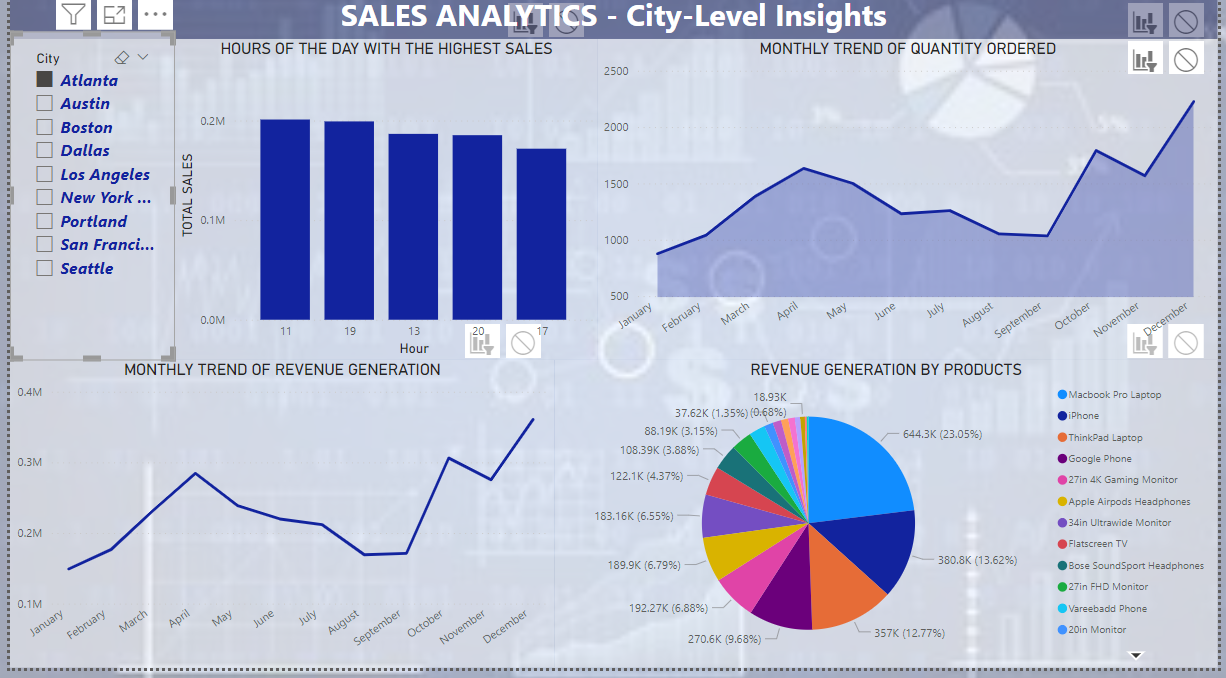 SALES ANALYTICS - City-Level Insights
City
Atlanta
Austin
Boston
Dallas
Los Angeles
New York ...
Portland
San Franci...
Seattle
HOURS OF THE DAY WITH THE HIGHEST SALES
TOTAL SALES
0.2M
0.1M
0.0M
11 19 13 20 17
Hour
MONTHLY TREND OF QUANTITY ORDERED
2500
2000
1500
1000
500
January February March April May June July August September October November December
MONTHLY TREND OF REVENUE GENERATION
0.4M
0.3M
0.2M
0.1M
January February March April May June July August September October November December
REVENUE GENERATION BY PRODUCTS
18.93K
(0.68%)
37.62K (1.35%)
88.19K (3.15%)
108.39K (3.88%)
122.1K (4.37%)
183.16K (6.55%)
189.9K (6.79%)
192.27K (6.88%)
270.6K (9.68%)
357K (12.77%)
380.8K (13.62%)
644.3K (23.05%)
Macbook Pro Laptop
iPhone
ThinkPad Laptop
Google Phone
27in 4K Gaming Monitor
Apple Airpods Headphones
34in Ultrawide Monitor
Flatscreen TV
Bose SoundSport Headphones
27in FHD Monitor
Vareebadd Phone
20in Monitor